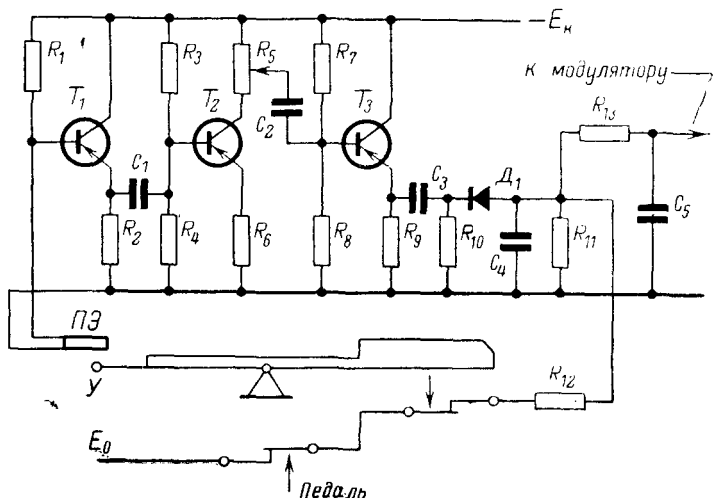 −Eк
К модулятору
R1
R3
R5
R7
R13
T1
T2
T3
C2
C1
C3
Д1
R2
R4
R6
R8
R9
R10
C4
R11
C5
ПЭ
У
R12
E0
Педаль